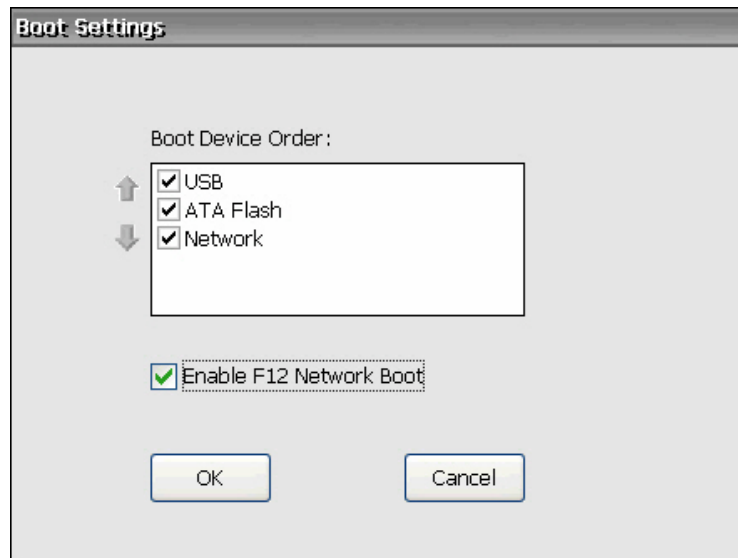 Boot Settings
Boot Device Order:
USB
ATA Flash
Network
Enable F12 Network Boot
OK
Cancel